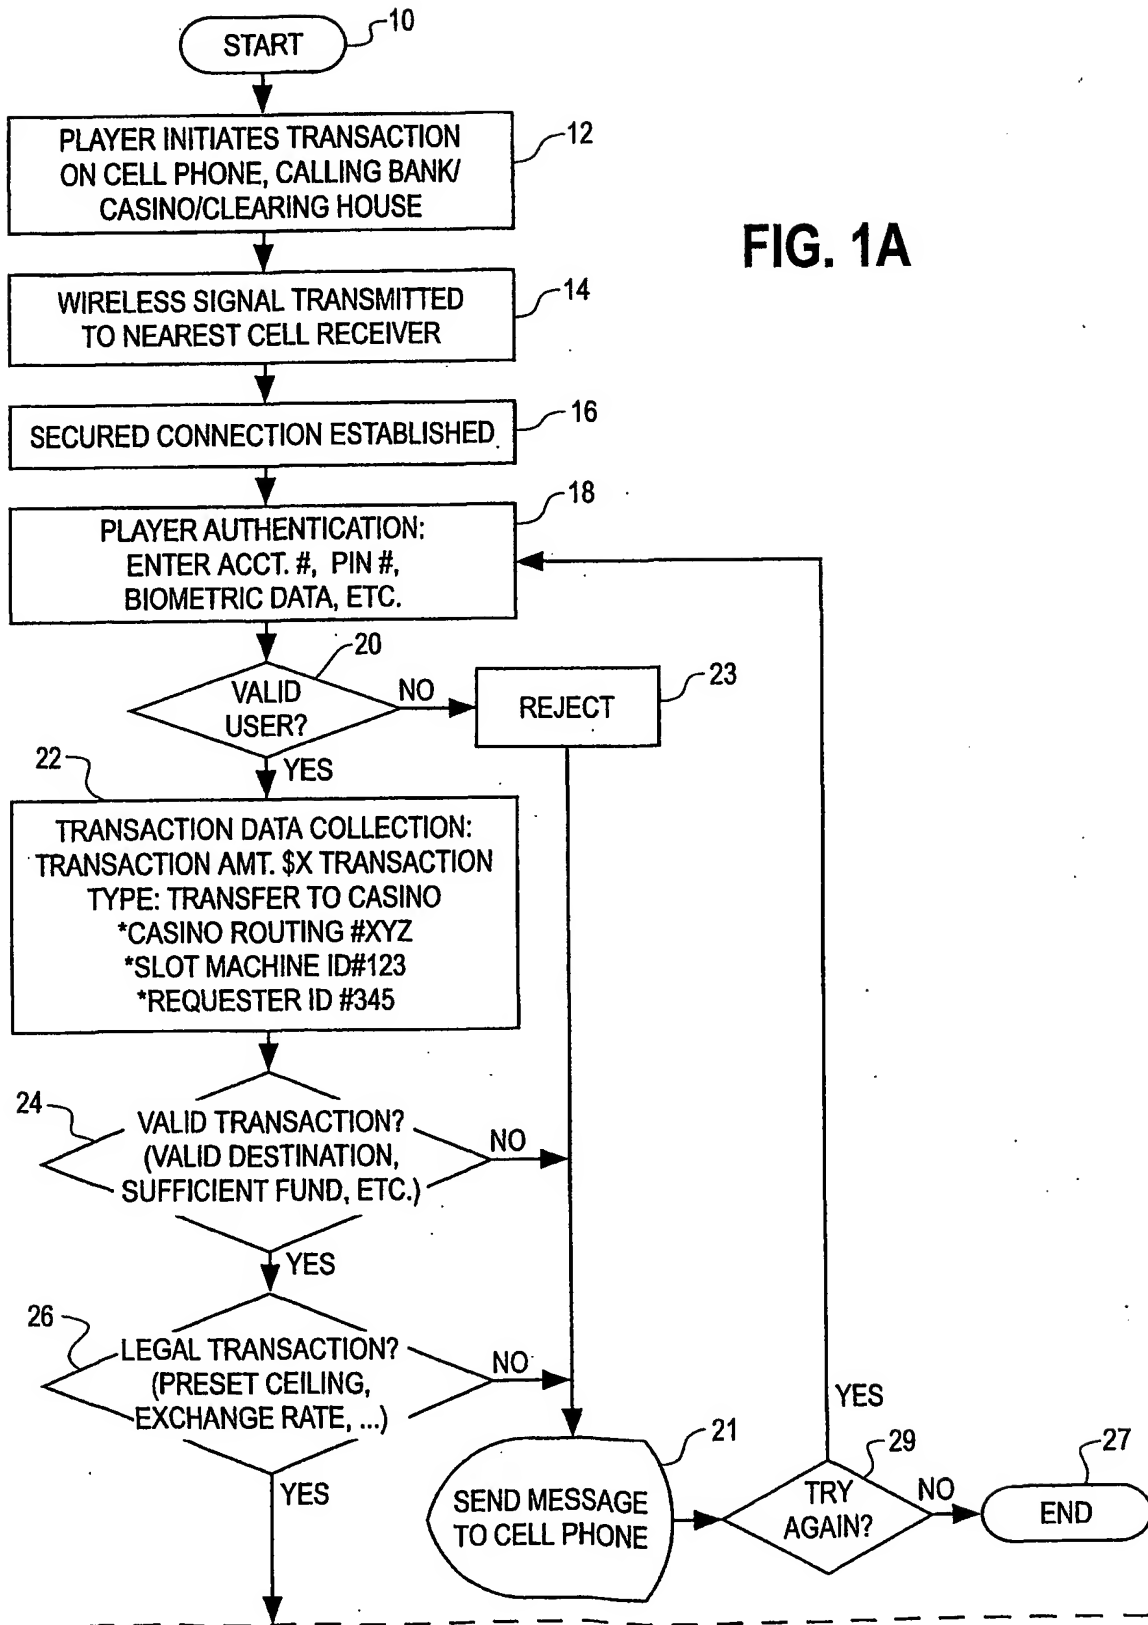 START
10
PLAYER INITIATES TRANSACTION
ON CELL PHONE, CALLING BANK/
CASINO/CLEARING HOUSE
12
FIG. 1A
WIRELESS SIGNAL TRANSMITTED
TO NEAREST CELL RECEIVER
14
SECURED CONNECTION ESTABLISHED
16
PLAYER AUTHENTICATION:
ENTER ACCT. #, PIN #,
BIOMETRIC DATA, ETC.
18
VALID
USER?
20
NO
REJECT
23
YES
22
TRANSACTION DATA COLLECTION:
TRANSACTION AMT. $X TRANSACTION
TYPE: TRANSFER TO CASINO
*CASINO ROUTING #XYZ
*SLOT MACHINE ID#123
*REQUESTER ID #345
24
VALID TRANSACTION?
(VALID DESTINATION,
SUFFICIENT FUND, ETC.)
NO
YES
26
LEGAL TRANSACTION?
(PRESET CEILING,
EXCHANGE RATE, ...)
NO
YES
SEND MESSAGE
TO CELL PHONE
21
TRY
AGAIN?
29
YES
NO
END
27